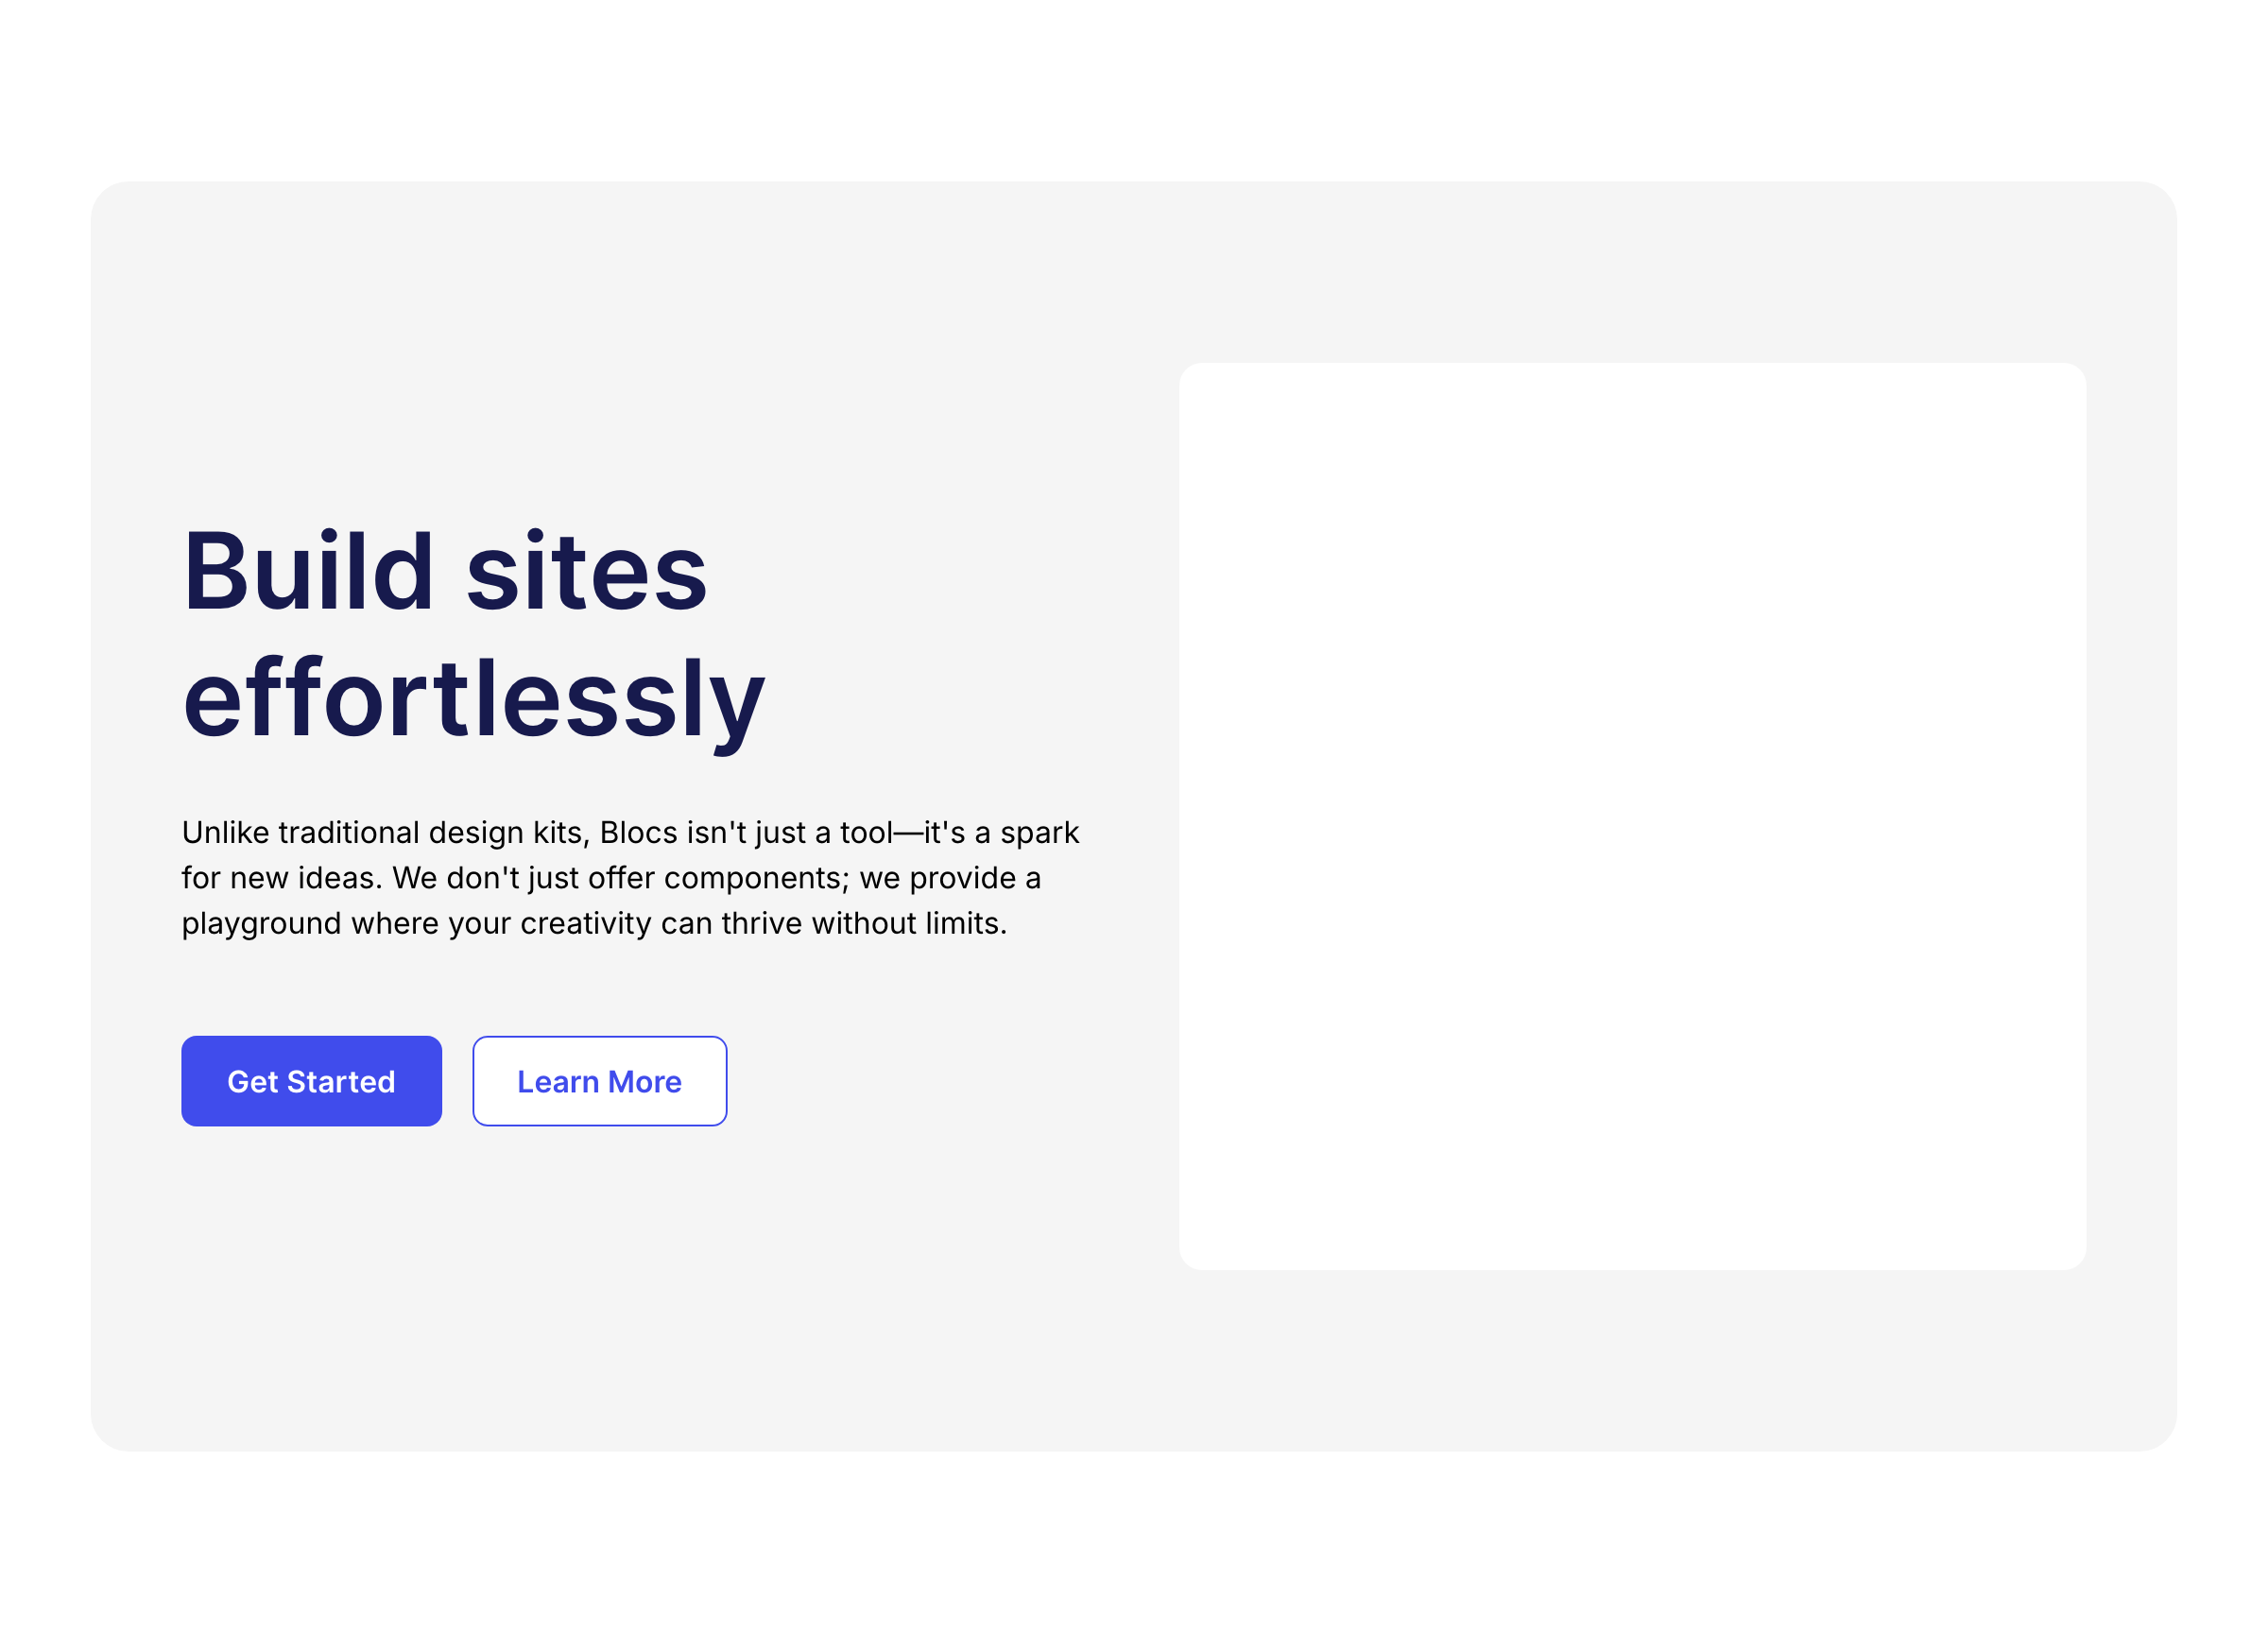 Build sites
effortlessly
Unlike traditional design kits, Blocs isn't just a tool—it's a spark
for new ideas. We don't just offer components; we provide a
playground where your creativity can thrive without limits.
Get Started
Learn More